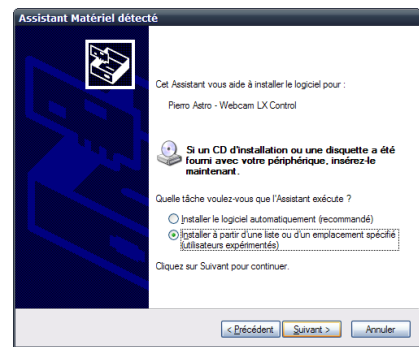 Assistant Matériel détecté
Cet Assistant vous aide à installer le logiciel pour :
Pierro Astro - Webcam LX Control
Si un CD d'installation ou une disquette a été
fourni avec votre périphérique, insérez-le
maintenant.
Quelle tâche voulez-vous que l'Assistant exécute ?
Installer le logiciel automatiquement (recommandé)
Installer à partir d'une liste ou d'un emplacement spécifié
(utilisateurs expérimentés)
Cliquez sur Suivant pour continuer.
< Précédent Suivant > Annuler